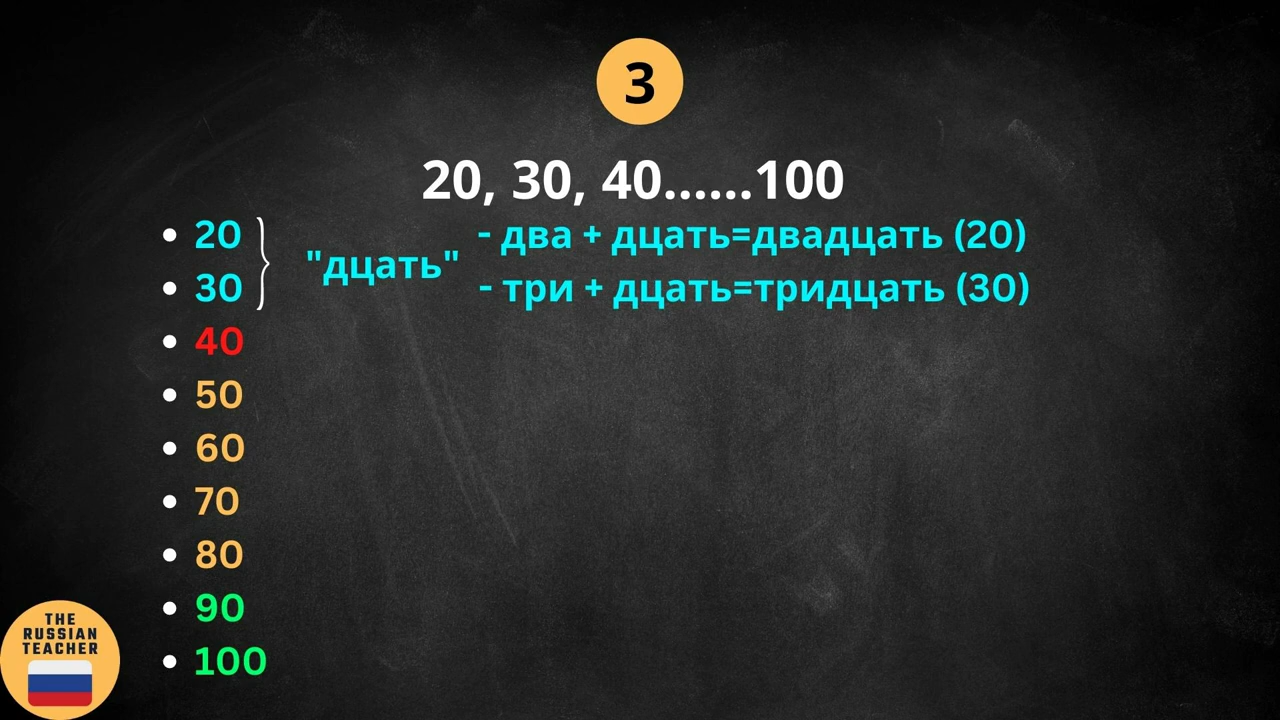 3
20, 30, 40......100
• 20
• 30
"дцать"
- два + дцать=двадцать (20)
- три + дцать=тридцать (30)
• 40
• 50
• 60
• 70
• 80
• 90
• 100
THE
RUSSIAN
TEACHER